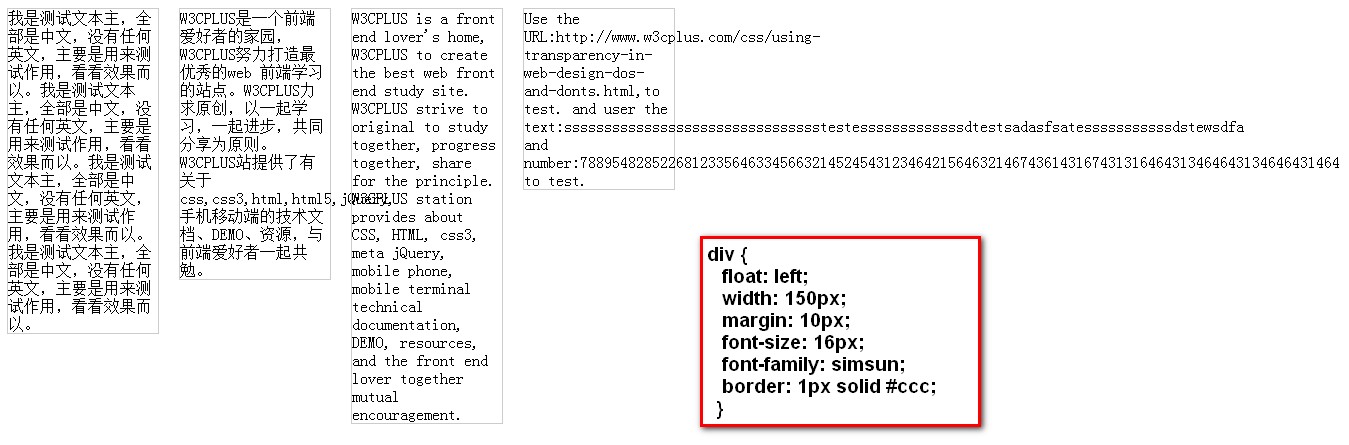 我是测试文本主，全
部是中文，没有任何
英文，主要是用来测
试作用，看看效果而
以。我是测试文本
主，全部是中文，没
有任何英文，主要是
用来测试作用，看看
效果而以。我是测试
文本主，全部是中
文，没有任何英文，
主要是用来测试作
用，看看效果而以。
我是测试文本主，全
部是中文，没有任何
英文，主要是用来测
试作用，看看效果而
以。
W3CPLUS是一个前端
爱好者的家园，
W3CPLUS努力打造最
优秀的web 前端学习
的站点。W3CPLUS力
求原创，以一起学
习，一起进步，共同
分享为原则。
W3CPLUS站提供了有
关于
css,css3,html,html5,jQuery,
手机移动端的技术文
档、DEMO、资源，与
前端爱好者一起共
勉。
W3CPLUS is a front
end lover's home,
W3CPLUS to create
the best web front
end study site.
W3CPLUS strive to
original to study
together, progress
together, share
for the principle.
W3CPLUS station
provides about
CSS, HTML, css3,
meta jQuery,
mobile phone,
mobile terminal
technical
documentation,
DEMO, resources,
and the front end
lover together
mutual
encouragement.
Use the
URL:http://www.w3cplus.com/css/using-
transparency-in-
web-design-dos-
and-donts.html,to
test. and user the
and
to test.
div {
float: left;
width: 150px;
margin: 10px;
font-size: 16px;
font-family: simsun;
border: 1px solid #ccc;
}